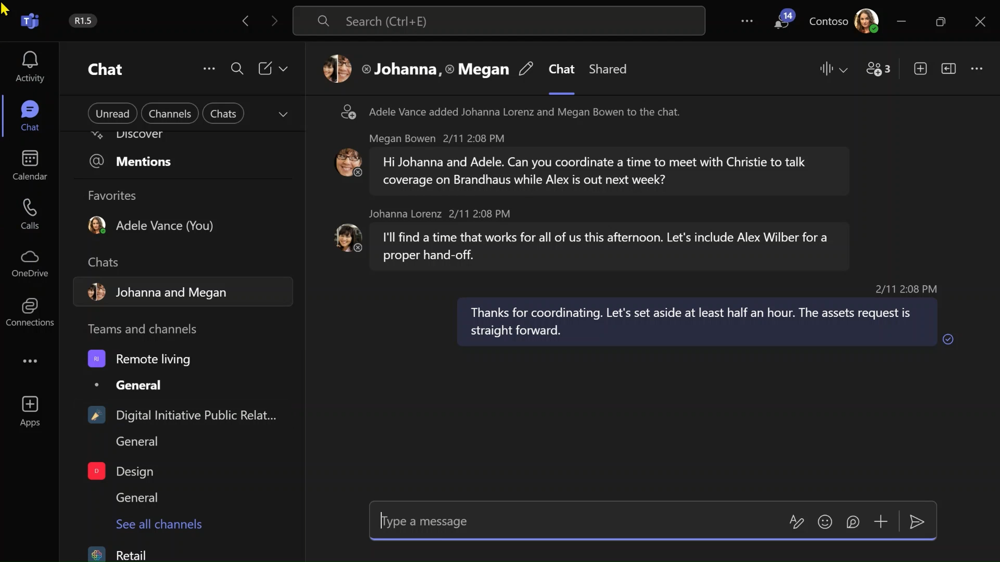 R1.5
Search (Ctrl+E)
14
Contoso
Activity
Chat
Calendar
Calls
OneDrive
Connections
Apps
Chat
Unread
Channels
Chats
Discover
@ Mentions
Favorites
Adele Vance (You)
Chats
Johanna and Megan
Teams and channels
RI Remote living
General
Digital Initiative Public Relat...
General
D Design
General
See all channels
Retail
Johanna, Megan
Chat
Shared
3
Adele Vance added Johanna Lorenz and Megan Bowen to the chat.
Megan Bowen 2/11 2:08 PM
Hi Johanna and Adele. Can you coordinate a time to meet with Christie to talk
coverage on Brandhaus while Alex is out next week?
Johanna Lorenz 2/11 2:08 PM
I'll find a time that works for all of us this afternoon. Let's include Alex Wilber for a
proper hand-off.
2/11 2:08 PM
Thanks for coordinating. Let's set aside at least half an hour. The assets request is
straight forward.
Type a message